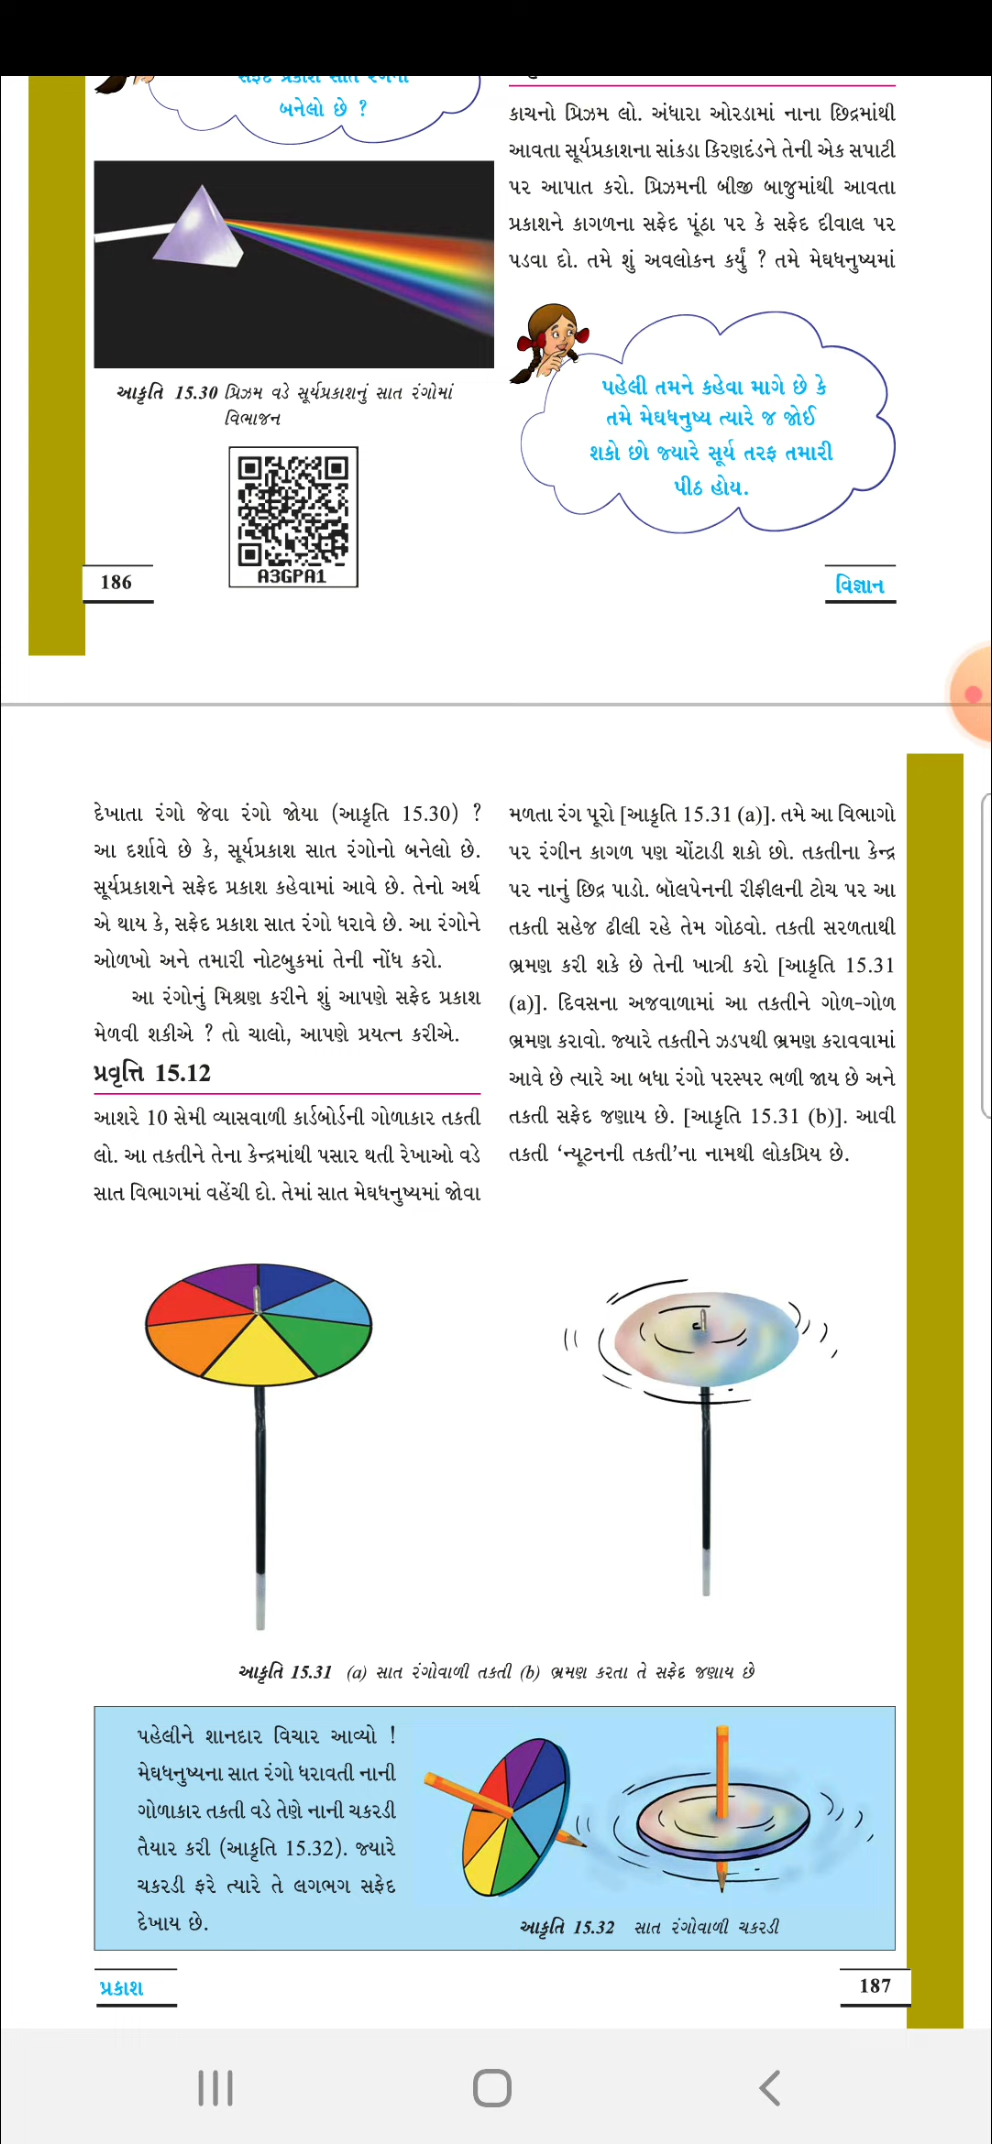 બનેલો છે ?
આકૃતિ 15.30 પ્રિઝમ વડે સૂર્યપ્રકાશનું સાત રંગોમાં
વિભાજન
A3GPA1
કાચનો પ્રિઝમ લો. અંધારા ઓરડામાં નાના છિદ્રમાંથી
આવતા સૂર્યપ્રકાશના સાંકડા કિરણદંડને તેની એક સપાટી
પર આપાત કરો. પ્રિઝમની બીજી બાજુમાંથી આવતા
પ્રકાશને કાગળના સફેદ પૂંઠા પર કે સફેદ દીવાલ પર
પડવા દો. તમે શું અવલોકન કર્યું ? તમે મેઘધનુષ્યમાં
પહેલી તમને કહેવા માગે છે કે
તમે મેઘધનુષ્ય ત્યારે જ જોઈ
શકો છો જ્યારે સૂર્ય તરફ તમારી
પીઠ હોય.
186
વિજ્ઞાન
દેખાતા રંગો જેવા રંગો જોયા (આકૃતિ 15.30) ?
આ દર્શાવે છે કે, સૂર્યપ્રકાશ સાત રંગોનો બનેલો છે.
સૂર્યપ્રકાશને સફેદ પ્રકાશ કહેવામાં આવે છે. તેનો અર્થ
એ થાય કે, સફેદ પ્રકાશ સાત રંગો ધરાવે છે. આ રંગોને
ઓળખો અને તમારી નોટબુકમાં તેની નોંધ કરો.
આ રંગોનું મિશ્રણ કરીને શું આપણે સફેદ પ્રકાશ
મેળવી શકીએ ? તો ચાલો, આપણે પ્રયત્ન કરીએ.
પ્રવૃત્તિ 15.12
આશરે 10 સેમી વ્યાસવાળી કાર્ડબોર્ડની ગોળાકાર તકતી
લો. આ તકતીને તેના કેન્દ્રમાંથી પસાર થતી રેખાઓ વડે
સાત વિભાગમાં વહેંચી દો. તેમાં સાત મેઘધનુષ્યમાં જોવા
મળતા રંગ પૂરો [આકૃતિ 15.31 (a)]. તમે આ વિભાગો
પર રંગીન કાગળ પણ ચોંટાડી શકો છો. તકતીના કેન્દ્ર
પર નાનું છિદ્ર પાડો. બૉલપેનની રીફીલની ટોચ પર આ
તકતી સહેજ ઢીલી રહે તેમ ગોઠવો. તકતી સરળતાથી
ભ્રમણ કરી શકે છે તેની ખાત્રી કરો [આકૃતિ 15.31
(a)]. દિવસના અજવાળામાં આ તકતીને ગોળ-ગોળ
ભ્રમણ કરાવો. જ્યારે તકતીને ઝડપથી ભ્રમણ કરાવવામાં
આવે છે ત્યારે આ બધા રંગો પરસ્પર ભળી જાય છે અને
તકતી સફેદ જણાય છે. [આકૃતિ 15.31 (b)]. આવી
તકતી ‘ન્યૂટનની તકતી’ના નામથી લોકપ્રિય છે.
આકૃતિ 15.31 (a) સાત રંગોવાળી તકતી (b) ભ્રમણ કરતા તે સફેદ જણાય છે
પહેલીને શાનદાર વિચાર આવ્યો !
મેઘધનુષ્યના સાત રંગો ધરાવતી નાની
ગોળાકાર તકતી વડે તેણે નાની ચકરડી
તૈયાર કરી (આકૃતિ 15.32). જ્યારે
ચકરડી ફરે ત્યારે તે લગભગ સફેદ
દેખાય છે.
આકૃતિ 15.32 સાત રંગોવાળી ચકરડી
પ્રકાશ
187